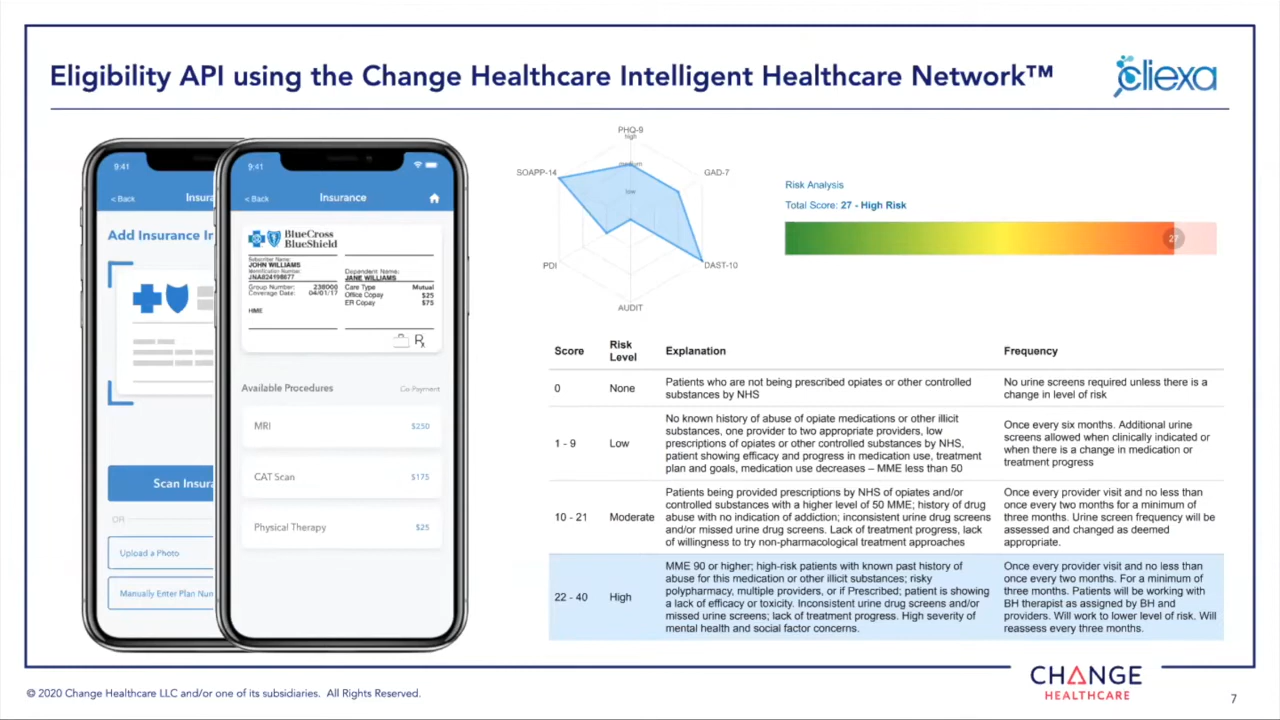 Eligibility API using the Change Healthcare Intelligent Healthcare Network™
cliexa
9:41
< Back
Insura
Add Insurance Ir
Scan Insura
OR
Upload a Photo
Manually Enter Plan Num
9:41
< Back
Insurance
BlueCross
BlueShield
Subscriber Name:
JOHN WILLIAMS
Identification Number:
JNA824198677
Group Number: 238000
Coverage Date: 04/01/17
HME
Dependent Name:
JANE WILLIAMS
Care Type Mutual
Office Copay $25
ER Copay $75
Rx
Available Procedures Co Payment
MRI $250
CAT Scan $175
Physical Therapy $25
PHQ-9
high
medium
low
SOAPP-14
GAD-7
PDI
DAST-10
AUDIT
Risk Analysis
Total Score: 27 - High Risk
27
Score Risk Level Explanation Frequency
0 None
Patients who are not being prescribed opiates or other controlled
substances by NHS
No urine screens required unless there is a
change in level of risk
1 - 9 Low
No known history of abuse of opiate medications or other illicit
substances, one provider to two appropriate providers, low
prescriptions of opiates or other controlled substances by NHS,
patient showing efficacy and progress in medication use, treatment
plan and goals, medication use decreases – MME less than 50
Once every six months. Additional urine
screens allowed when clinically indicated or
when there is a change in medication or
treatment progress
10 - 21 Moderate
Patients being provided prescriptions by NHS of opiates and/or
controlled substances with a higher level of 50 MME; history of drug
abuse with no indication of addiction; inconsistent urine drug screens
and/or missed urine drug screens. Lack of treatment progress, lack
of willingness to try non-pharmacological treatment approaches
Once every provider visit and no less than
once every two months for a minimum of
three months. Urine screen frequency will be
assessed and changed as deemed
appropriate.
22 - 40 High
MME 90 or higher; high-risk patients with known past history of
abuse for this medication or other illicit substances; risky
polypharmacy, multiple providers, or if Prescribed; patient is showing
a lack of efficacy or toxicity. Inconsistent urine drug screens and/or
missed urine screens; lack of treatment progress. High severity of
mental health and social factor concerns.
Once every provider visit and no less than
once every two months. For a minimum of
three months. Patients will be working with
BH therapist as assigned by BH and
providers. Will work to lower level of risk. Will
reassess every three months.
© 2020 Change Healthcare LLC and/or one of its subsidiaries. All Rights Reserved.
CHANGE
HEALTHCARE
7